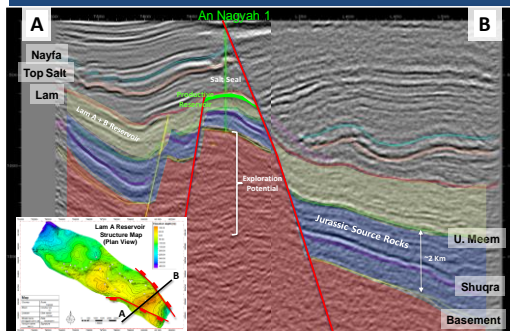 An Nagyah 1
A
B
Nayfa
Top Salt
Lam
Salt Seal
Productive
Reservoir
Lam A + B Reservoir
Exploration
Potential
Jurassic Source Rocks
~2 Km
U. Meem
Shuqra
Basement
Lam A Reservoir
Structure Map
(Plan View)
B
A